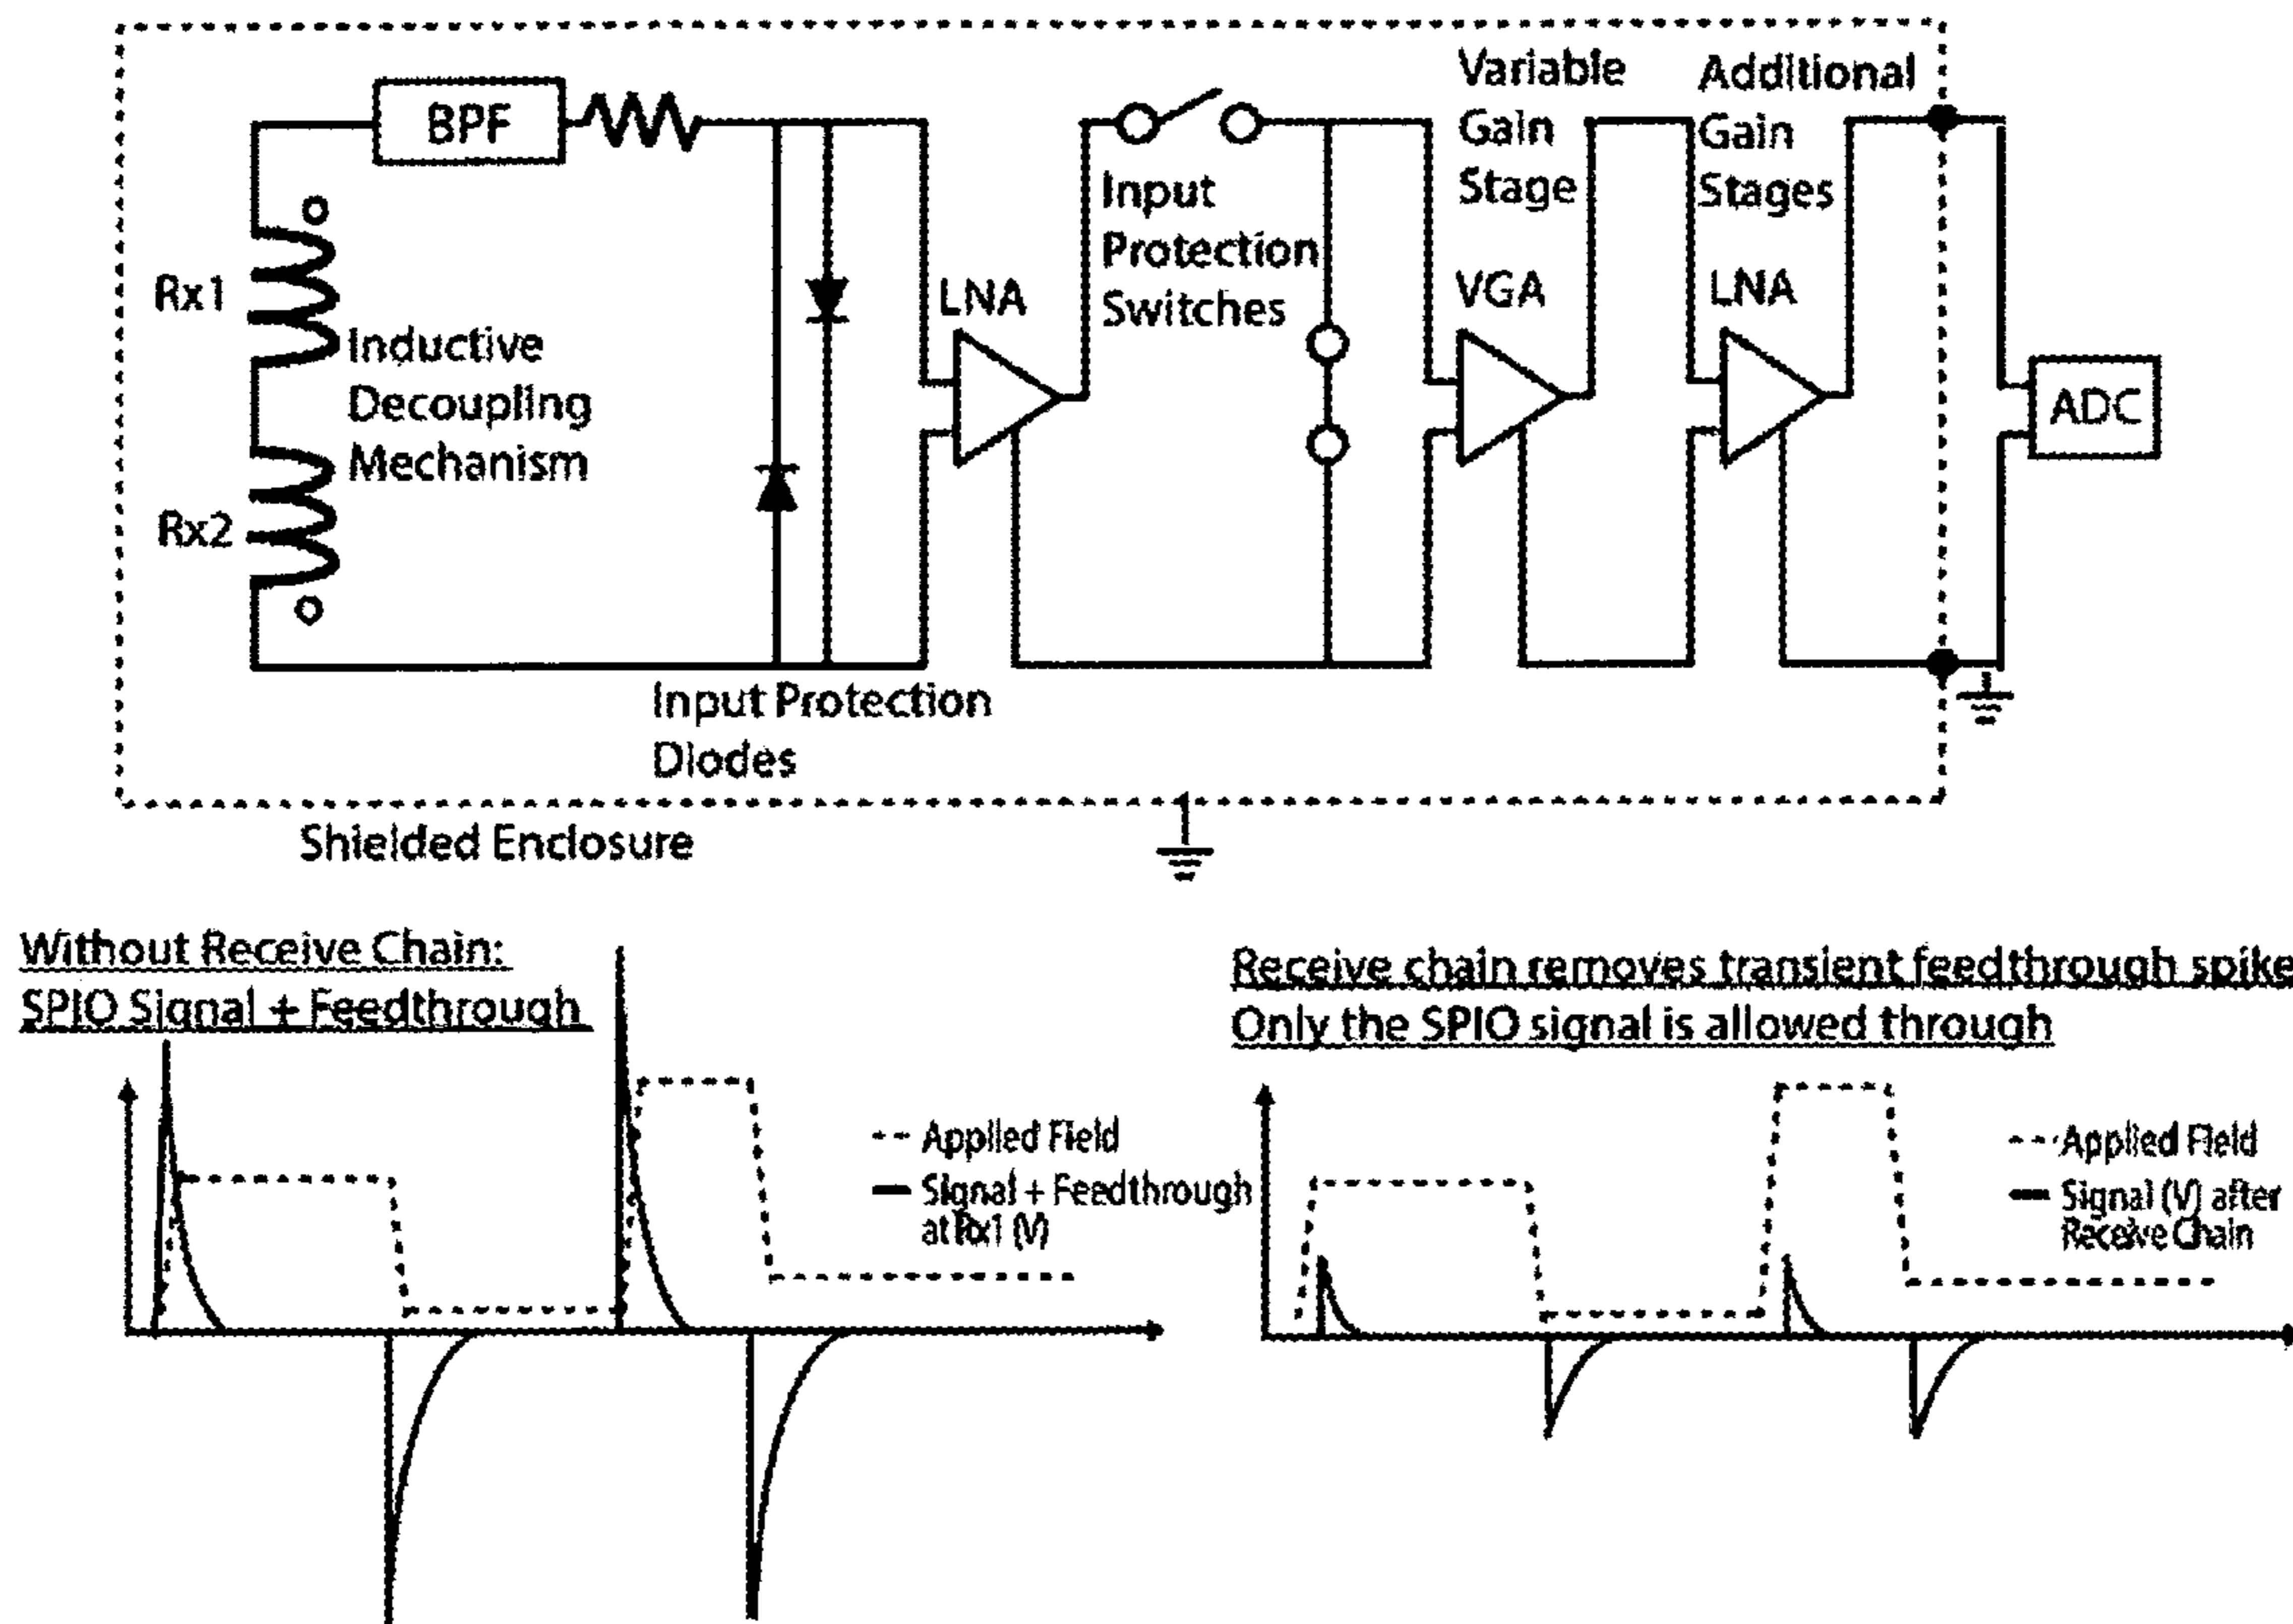 BPF
Variable
Gain
Stage
Additional
Gain
Stages
Input
Protection
Switches
Rx1
LNA
VGA
LNA
Inductive
Decoupling
Mechanism
ADC
Rx2
Input Protection
Diodes
Shielded Enclosure
Without Receive Chain:
SPIO Signal + Feedthrough
Receive chain removes transient feedthrough spike
Only the SPIO signal is allowed through
Applied Field
Signal + Feedthrough
at Rx1 (V)
Applied Field
Signal (V) after
Receive Chain